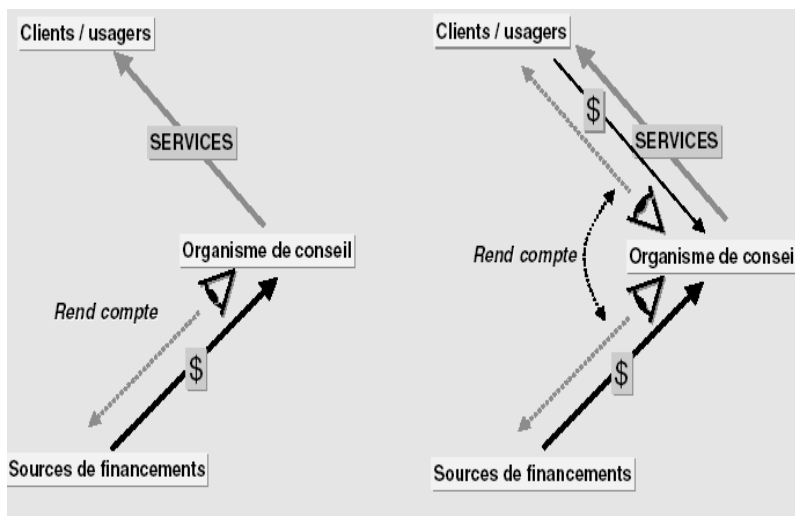 Clients / usagers
$
SERVICES
Organisme de conseil
Rend compte
$
Sources de financements
Clients / usagers
SERVICES
Rend compte
Organisme de consei
$
Sources de financements